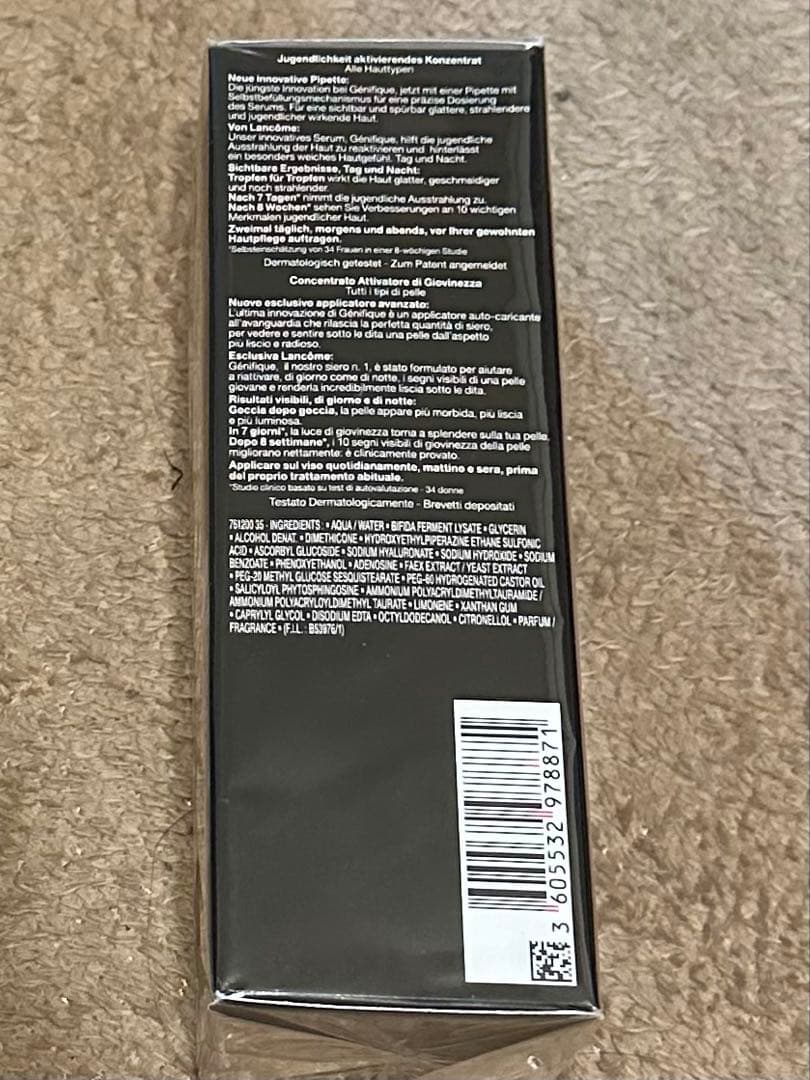 Jugendlichkeit aktivierendes Konzentrat
Alle Hauttypen
Neue innovative Pipette:
Die jüngste Innovation bei Génifique, jetzt mit einer Pipette mit
Selbstbefüllungsmechanismus für eine präzise Dosierung
des Serums. Für eine sichtbar und spürbar glattere, strahlendere
und jugendlicher wirkende Haut.
Von Lancôme:
Unser innovatives Serum, Génifique, hilft die jugendliche
Ausstrahlung der Haut zu reaktivieren und hinterlässt
ein besonders weiches Hautgefühl. Tag und Nacht.
Sichtbare Ergebnisse, Tag und Nacht:
Tropfen für Tropfen wirkt die Haut glatter, geschmeidiger
und noch strahlender.
Nach 7 Tagen* nimmt die jugendliche Ausstrahlung zu.
Nach 8 Wochen* sehen Sie Verbesserungen an 10 wichtigen
Merkmalen jugendlicher Haut.
Zweimal täglich, morgens und abends, vor Ihrer gewohnten
Hautpflege auftragen.
*Selbsteinschätzung von 34 Frauen in einer 8-wöchigen Studie
Dermatologisch getestet - Zum Patent angemeldet
Concentrato Attivatore di Giovinezza
Tutti i tipi di pelle
Nuovo esclusivo applicatore avanzato:
L'ultima innovazione di Génifique è un applicatore auto-caricante
all'avanguardia che rilascia la perfetta quantità di siero,
per vedere e sentire sotto le dita una pelle dall'aspetto
più liscio e radioso.
Esclusiva Lancôme:
Génifique, il nostro siero n. 1, è stato formulato per aiutare
a riattivare, di giorno come di notte, i segni visibili di una pelle
giovane e renderla incredibilmente liscia sotto le dita.
Risultati visibili, di giorno e di notte:
Goccia dopo goccia, la pelle appare più morbida, più liscia
e più luminosa.
In 7 giorni*, la luce di giovinezza torna a splendere sulla tua pelle.
Dopo 8 settimane*, i 10 segni visibili di giovinezza della pelle
migliorano nettamente: è clinicamente provato.
Applicare sul viso quotidianamente, mattino e sera, prima
del proprio trattamento abituale.
*Studio clinico basato su test di autovalutazione - 34 donne
Testato Dermatologicamente - Brevetti depositati
761200 35 - INGREDIENTS : • AQUA / WATER • BIFIDA FERMENT LYSATE • GLYCERIN
• ALCOHOL DENAT. • DIMETHICONE • HYDROXYETHYLPIPERAZINE ETHANE SULFONIC
ACID • ASCORBYL GLUCOSIDE • SODIUM HYALURONATE • SODIUM HYDROXIDE • SODIUM
BENZOATE • PHENOXYETHANOL • ADENOSINE • FAEX EXTRACT / YEAST EXTRACT
• PEG-20 METHYL GLUCOSE SESQUISTEARATE • PEG-60 HYDROGENATED CASTOR OIL
• SALICYLOYL PHYTOSPHINGOSINE • AMMONIUM POLYACRYLDIMETHYLTAURAMIDE /
AMMONIUM POLYACRYLOYLDIMETHYL TAURATE • LIMONENE • XANTHAN GUM
• CAPRYLYL GLYCOL • DISODIUM EDTA • OCTYLDODECANOL • CITRONELLOL • PARFUM /
FRAGRANCE • (F.I.L. : B53976/1)
3 605532 978871